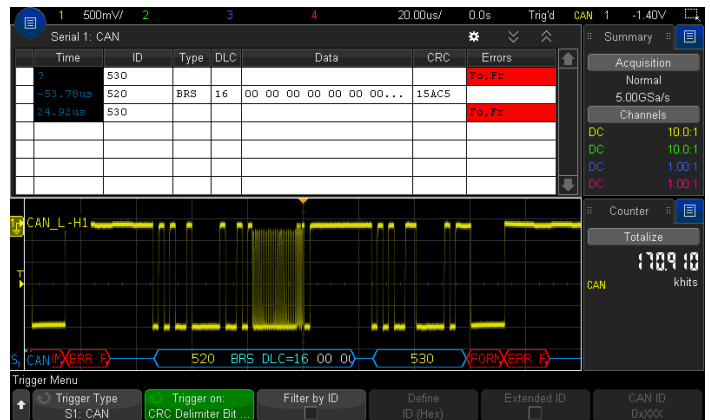 1 500mV/ 2 3 4 20.00us/ 0.0s Trig'd CAN 1 -1.40V
Serial 1: CAN
Time ID Type DLC Data CRC Errors
? 530 Fo,Fr
-53.78us 520 BRS 16 00 00 00 00 00 00 00... 15AC5
24.92us 530 Fo,Fr
Summary
Acquisition
Normal
5.00GSa/s
Channels
DC 10.0:1
DC 10.0:1
DC 1.00:1
DC 1.00:1
CAN_L-H1
T
Counter
Totalize
170.910
CAN khits
S1 CAN ERR F 520 BRS DLC=16 00 0 530 FORM ERR F
Trigger Menu
Trigger Type
S1: CAN
Trigger on:
CRC Delimiter Bit ...
Filter by ID
Define
ID (Hex)
Extended ID
CAN ID
0xXXX